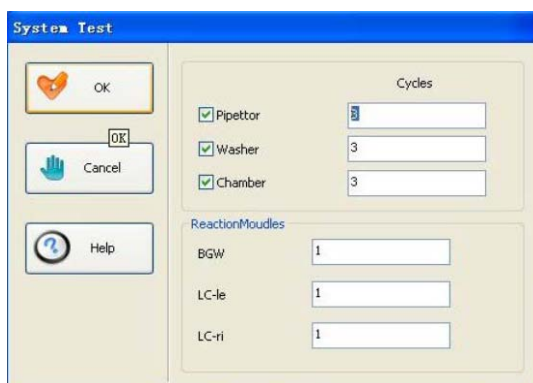 System Test
OK
Cycles
Pipettor
3
OK
Washer
3
Cancel
Chamber
3
ReactionMoudles
Help
BGW
1
LC-le
1
LC-ri
1